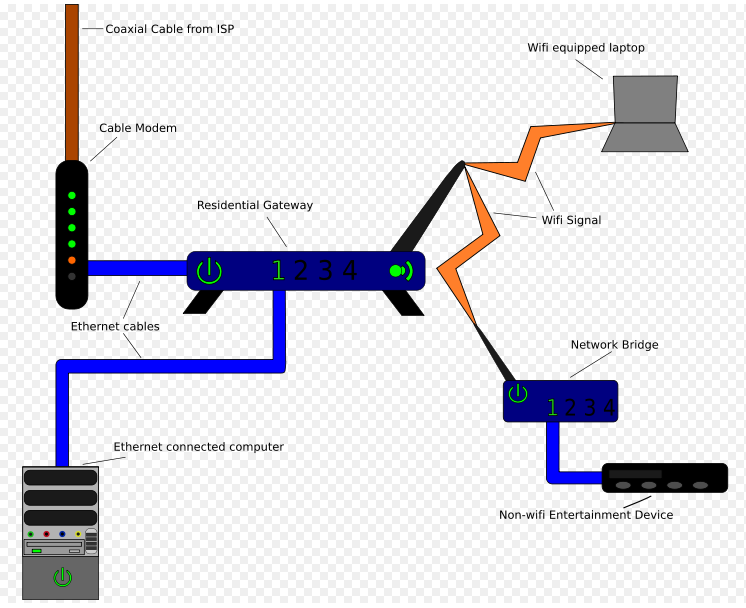 Coaxial Cable from ISP
Wifi equipped laptop
Cable Modem
Residential Gateway
Wifi Signal
1 2 3 4
Ethernet cables
Network Bridge
1 2 3 4
Ethernet connected computer
Non-wifi Entertainment Device